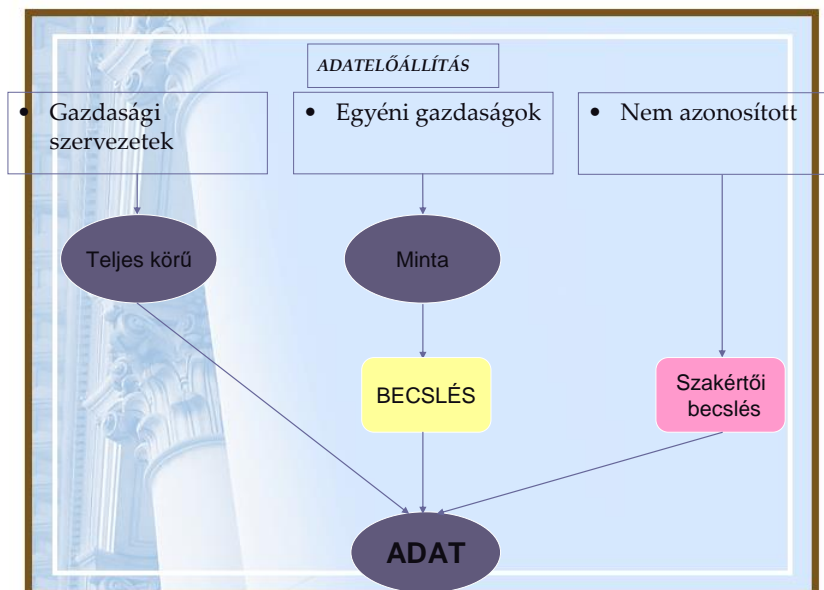 ADATELŐÁLLÍTÁS
• Gazdasági
szervezetek
• Egyéni gazdaságok
• Nem azonosított
Teljes körű
Minta
BECSLÉS
Szakértői
becslés
ADAT